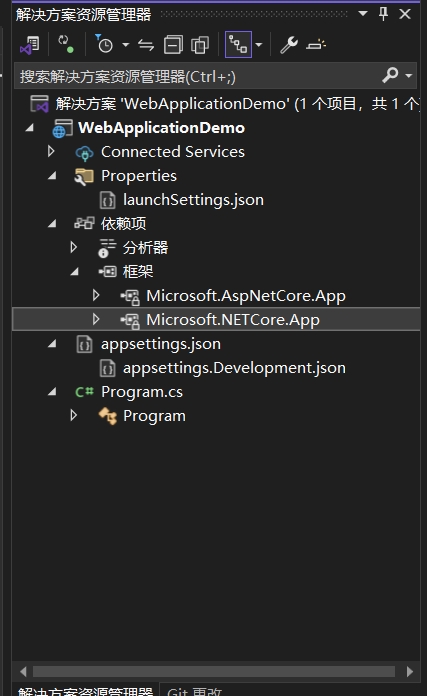 解决方案资源管理器
搜索解决方案资源管理器(Ctrl+;)
解决方案 'WebApplicationDemo' (1 个项目，共 1 个
WebApplicationDemo
Connected Services
Properties
launchSettings.json
依赖项
分析器
框架
Microsoft.AspNetCore.App
Microsoft.NETCore.App
appsettings.json
appsettings.Development.json
C# Program.cs
Program
解决方案资源管理器 Git 更改